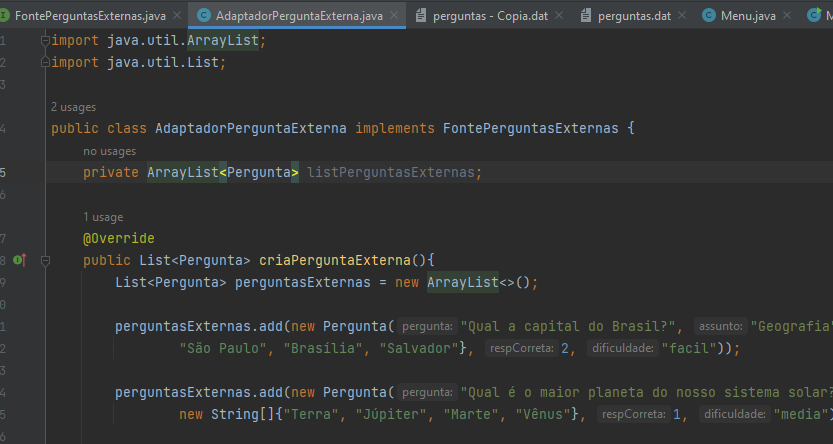 FontePerguntasExternas.java AdaptadorPerguntaExterna.java perguntas - Copia.dat perguntas.dat Menu.java
1 import java.util.ArrayList;
2 import java.util.List;
3
2 usages
4 public class AdaptadorPerguntaExterna implements FontePerguntasExternas {
no usages
5 private ArrayList<Pergunta> listPerguntasExternas;
6
1 usage
7 @Override
8 public List<Pergunta> criaPerguntaExterna(){
9 List<Pergunta> perguntasExternas = new ArrayList<>();
0
1 perguntasExternas.add(new Pergunta( pergunta: "Qual a capital do Brasil?", assunto: "Geografia"
2 "São Paulo", "Brasília", "Salvador"}, respCorreta: 2, dificuldade: "facil"));
3
4 perguntasExternas.add(new Pergunta( pergunta: "Qual é o maior planeta do nosso sistema solar?
5 new String[]{"Terra", "Júpiter", "Marte", "Vênus"}, respCorreta: 1, dificuldade: "media")
6